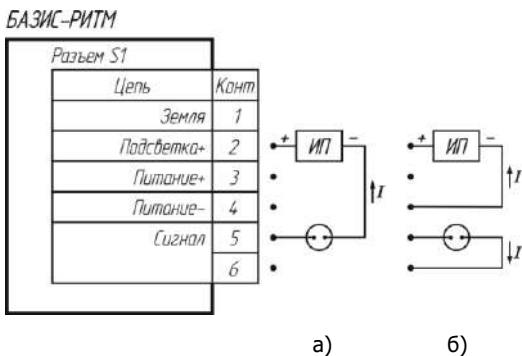 БАЗИС-РИТМ
Разъем S1
Цепь Конт
Земля 1
Подсветка+ 2
Питание+ 3
Питание- 4
Сигнал 5
6
+ ИП -
I
+ ИП -
I
I
а) б)